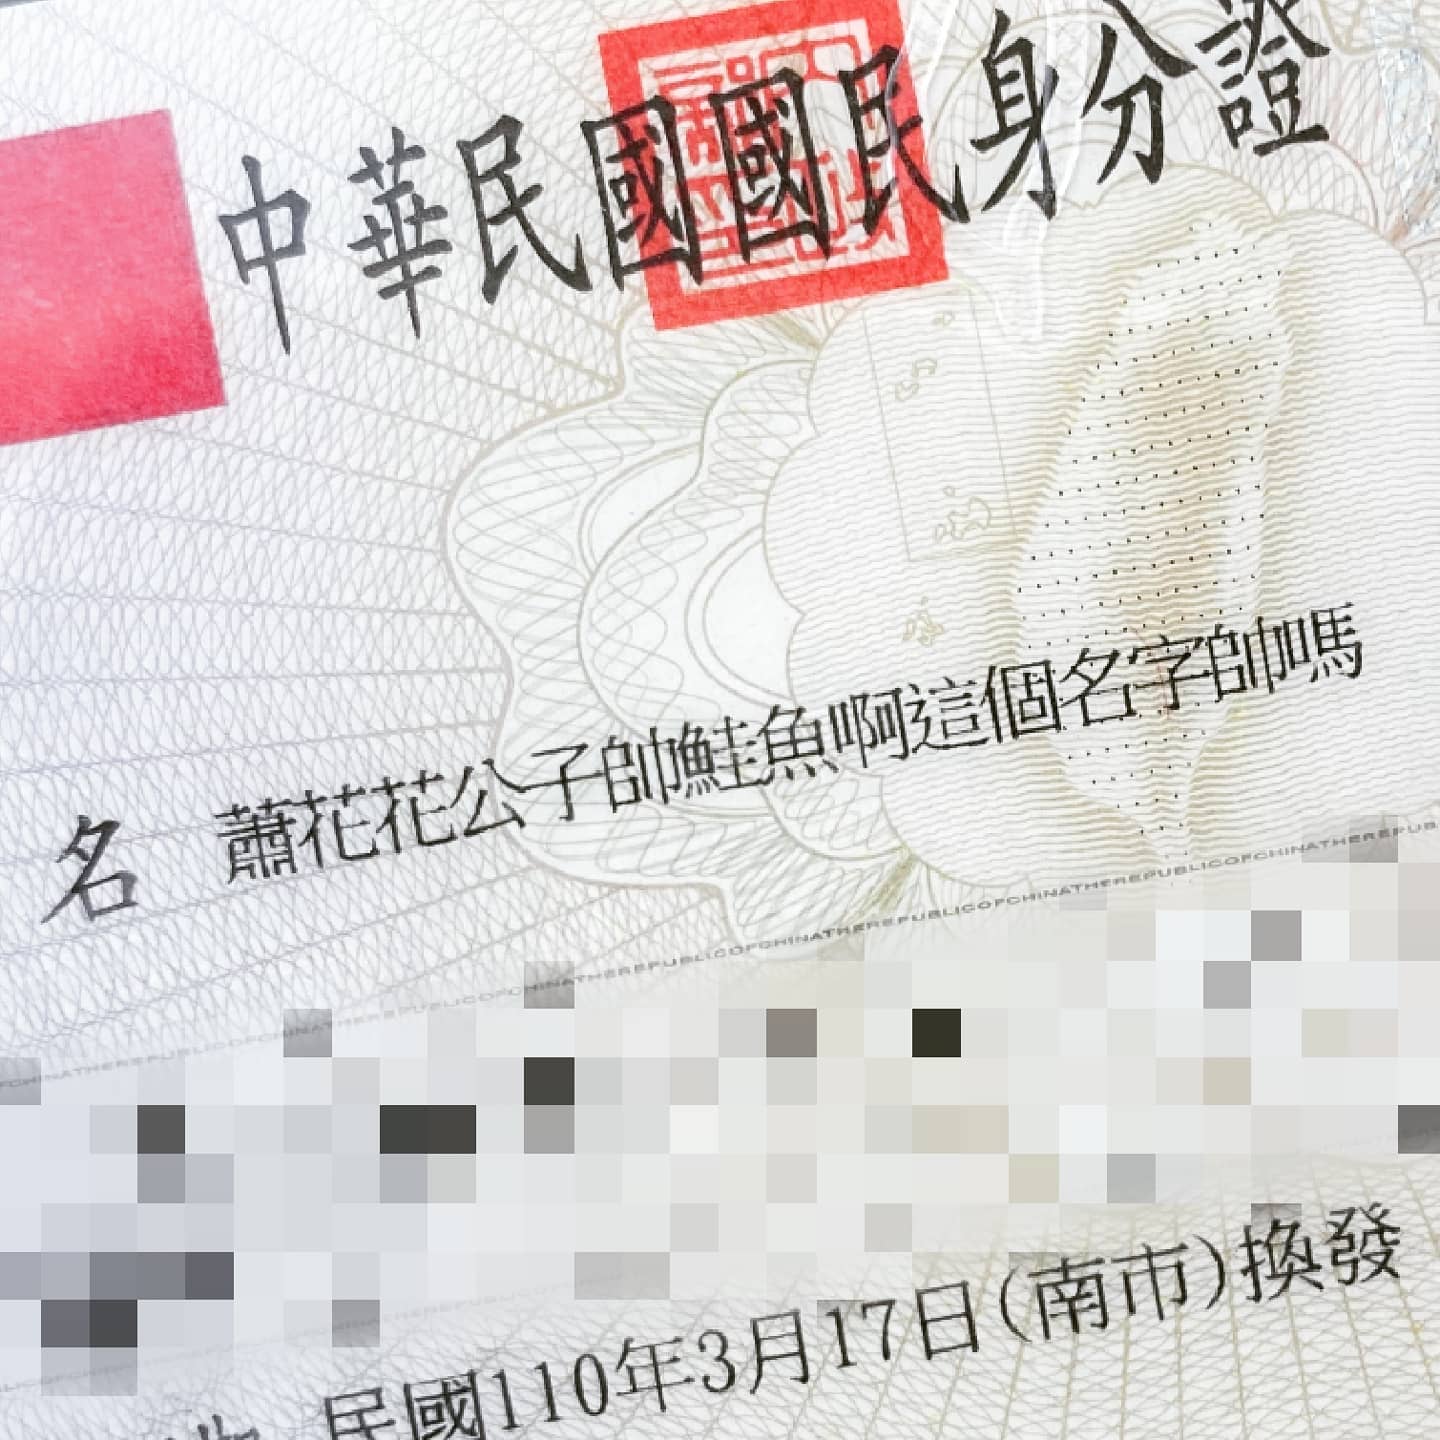 中華民國國民身分證
名 蕭花花公子帥鮭魚啊這個名字帥嗎
CHINATHEREPUBLICOFCHINATHEREPUBLICOFCHINATHEREPUBLICOFCHINATHEREPUBLICOFCHINATHEREPUB
民國110年3月17日(南市)換發